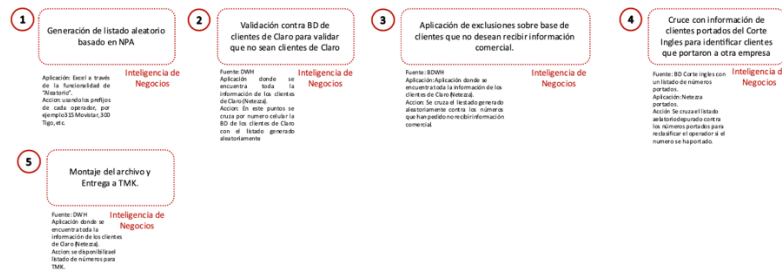 1
Generación de listado aleatorio
basado en NPA
Aplicación: Excel a través
de la funcionalidad de
"Aleatorio".
Accion: usando los prefijos
de cada operador, por
ejemplo 315 Movistar, 300
Tigo, etc.
Inteligencia de
Negocios
2
Validación contra BD de
clientes de Claro para validar
que no sean clientes de Claro
Fuente: DWH
Aplicación donde se
encuentra toda la
información de los clientes
de Claro (Netezza).
Acción: En este puntos se
cruza por numero celular la
BD de los clientes de Claro
con el listado generado
aleatoriamente
Inteligencia de
Negocios
3
Aplicación de exclusiones sobre base de
clientes que no desean recibir información
comercial.
Fuente: BDWH
Aplicación: Aplicación donde se
encuentra toda la información de los
clientes de Claro (Netezza).
Acción: Se cruza el liestado generado
aleatoriamente contra los números
que han pedido no recibir información
comercial.
Inteligencia de
Negocios
4
Cruce con información de
clientes portados del Corte
Ingles para identificar clientes
que portaron a otra empresa
Fuente: BD Corte Ingles con
un listado de números
portados.
Aplicación: Netezza
portados.
Acción Se cruza el listado
aelatorio depurado contra
los números portados para
reclasificar el operador si el
numero se ha portado.
Inteligencia de
Negocios
5
Montaje del archivo y
Entrega a TMK.
Fuente: DWH
Aplicación donde se
encuentra toda la
información de los clientes
de Claro (Netezza).
Accion: se disponibiliza el
listado de números para
TMK.
Inteligencia de
Negocios